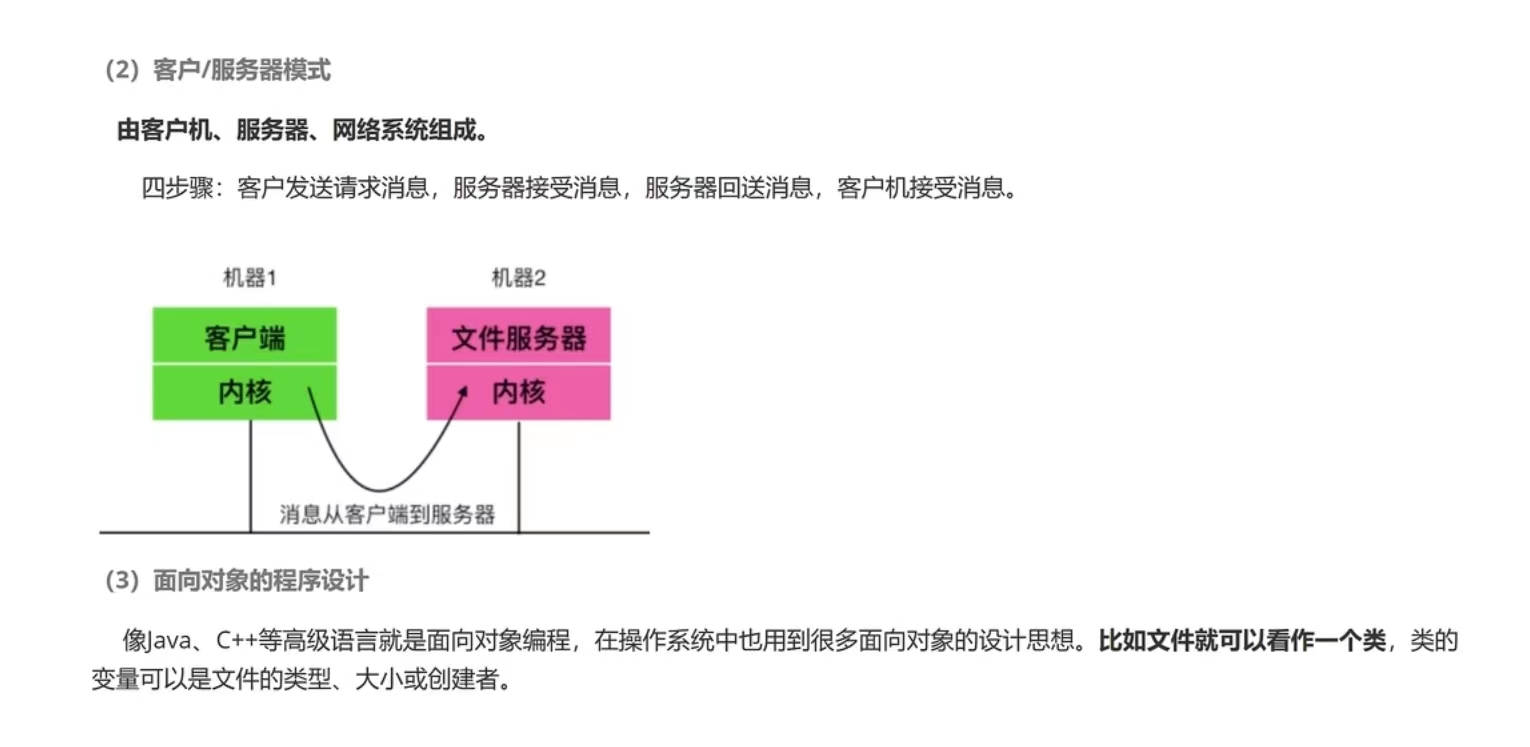 （2）客户/服务器模式
由客户机、服务器、网络系统组成。
四步骤：客户发送请求消息，服务器接受消息，服务器回送消息，客户机接受消息。
机器1
机器2
客户端
文件服务器
内核
内核
消息从客户端到服务器
（3）面向对象的程序设计
像Java、C++等高级语言就是面向对象编程，在操作系统中也用到很多面向对象的设计思想。比如文件就可以看作一个类，类的
变量可以是文件的类型、大小或创建者。